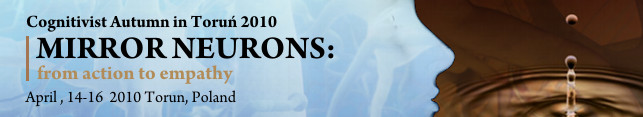 Cognitivist Autumn in Toruń 2010
MIRROR NEURONS:
from action to empathy
April , 14-16 2010 Torun, Poland